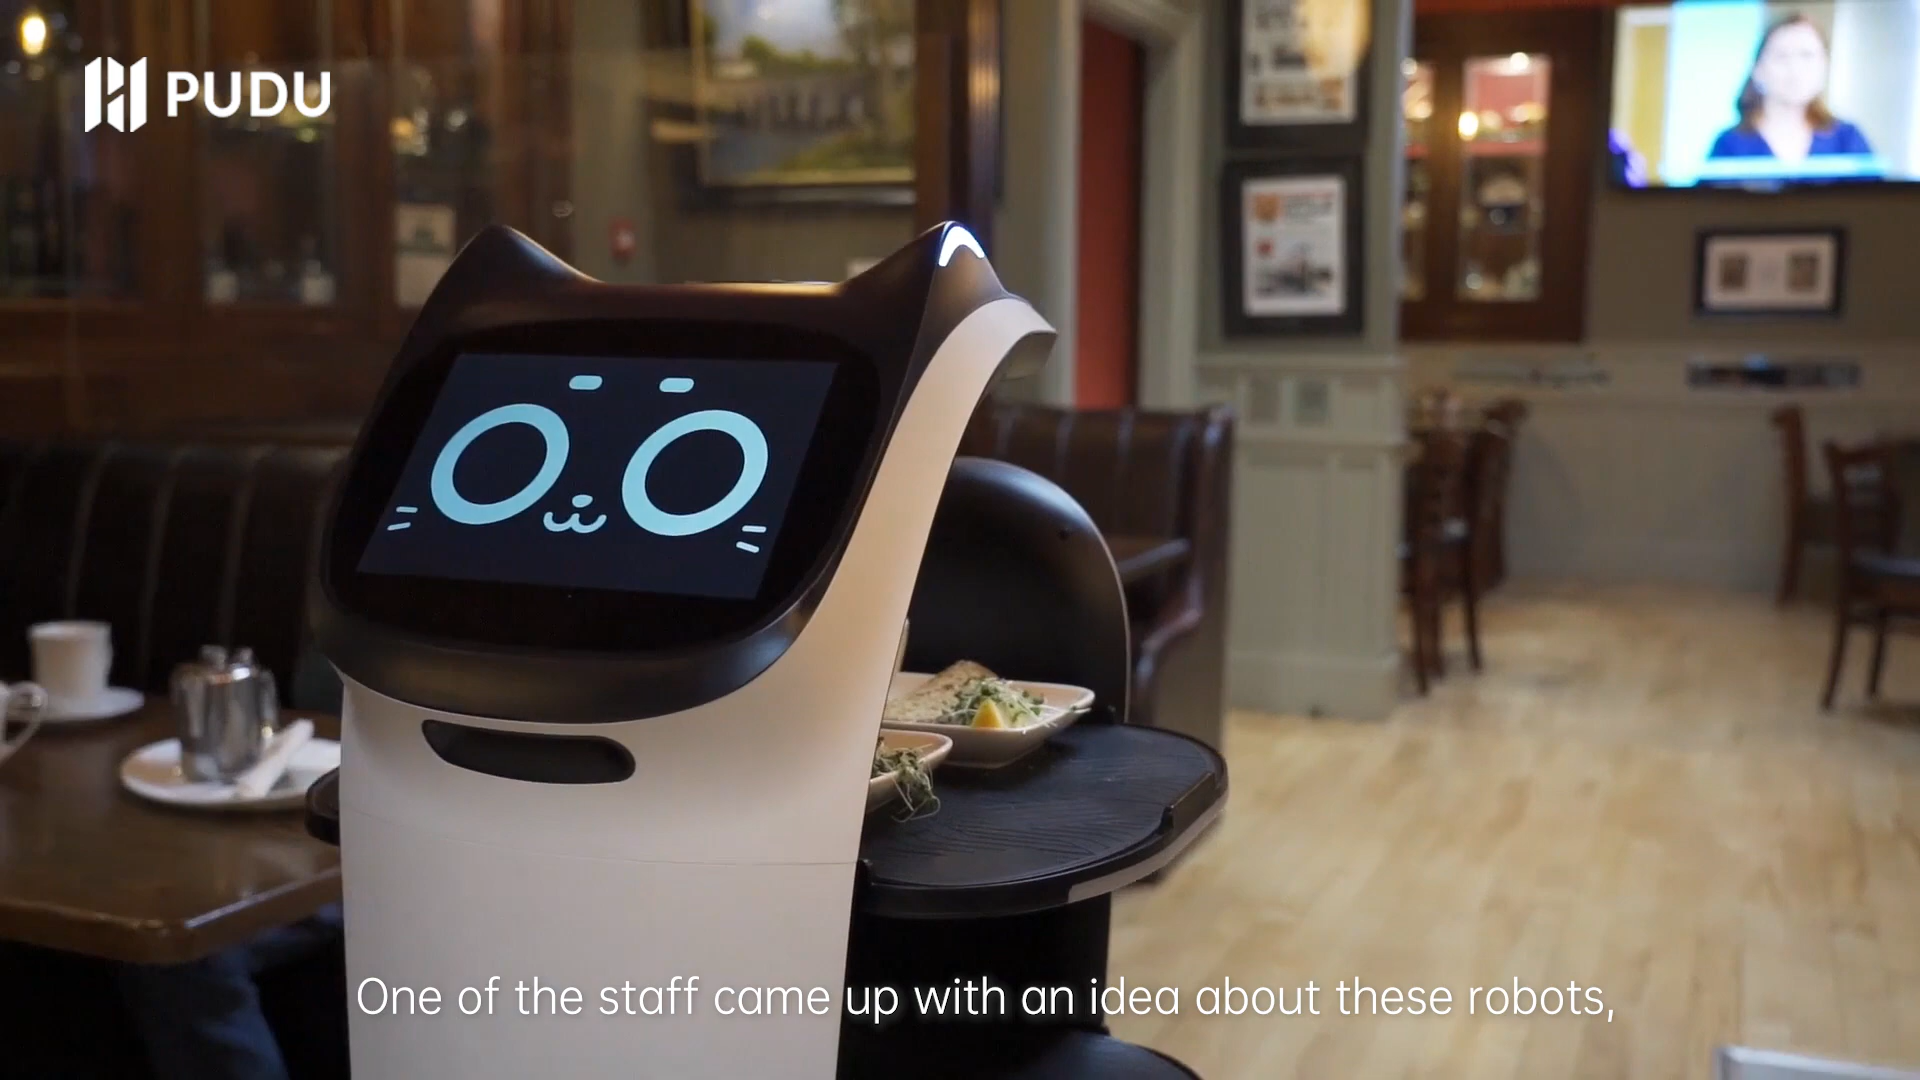 PUDU
One of the staff came up with an idea about these robots,